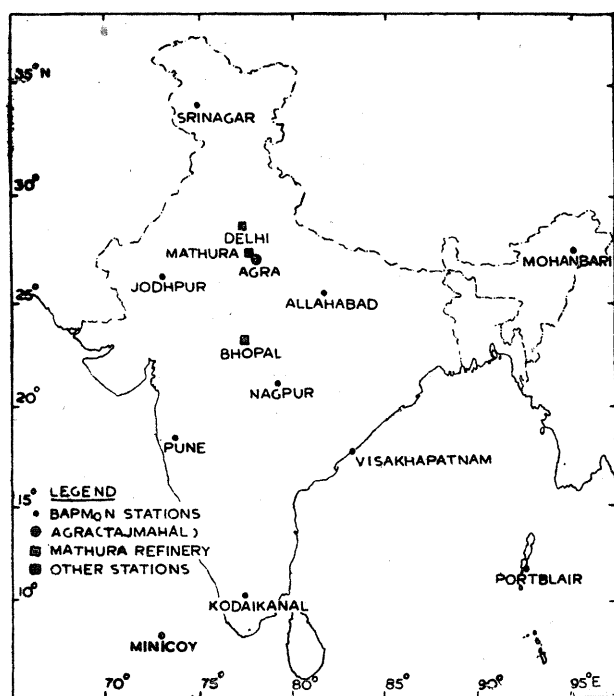 35° N
SRINAGAR
30°
DELHI
MATHURA
AGRA
MOHANBARI
25°
JODHPUR
ALLAHABAD
BHOPAL
NAGPUR
20°
PUNE
VISAKHAPATNAM
15°
LEGEND
BAPMoN STATIONS
AGRA(TAJMAHAL)
MATHURA REFINERY
OTHER STATIONS
10°
PORTBLAIR
KODAIKANAL
MINICOY
70° 75° 80° 85° 90° 95°E